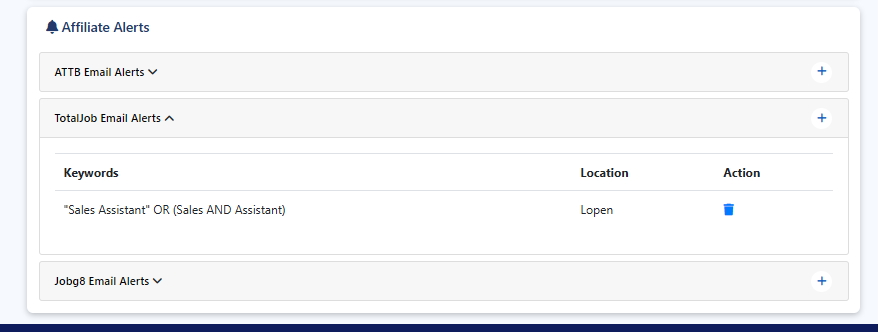 Affiliate Alerts
ATTB Email Alerts
TotalJob Email Alerts
Keywords Location Action
"Sales Assistant" OR (Sales AND Assistant) Lopen
Jobg8 Email Alerts